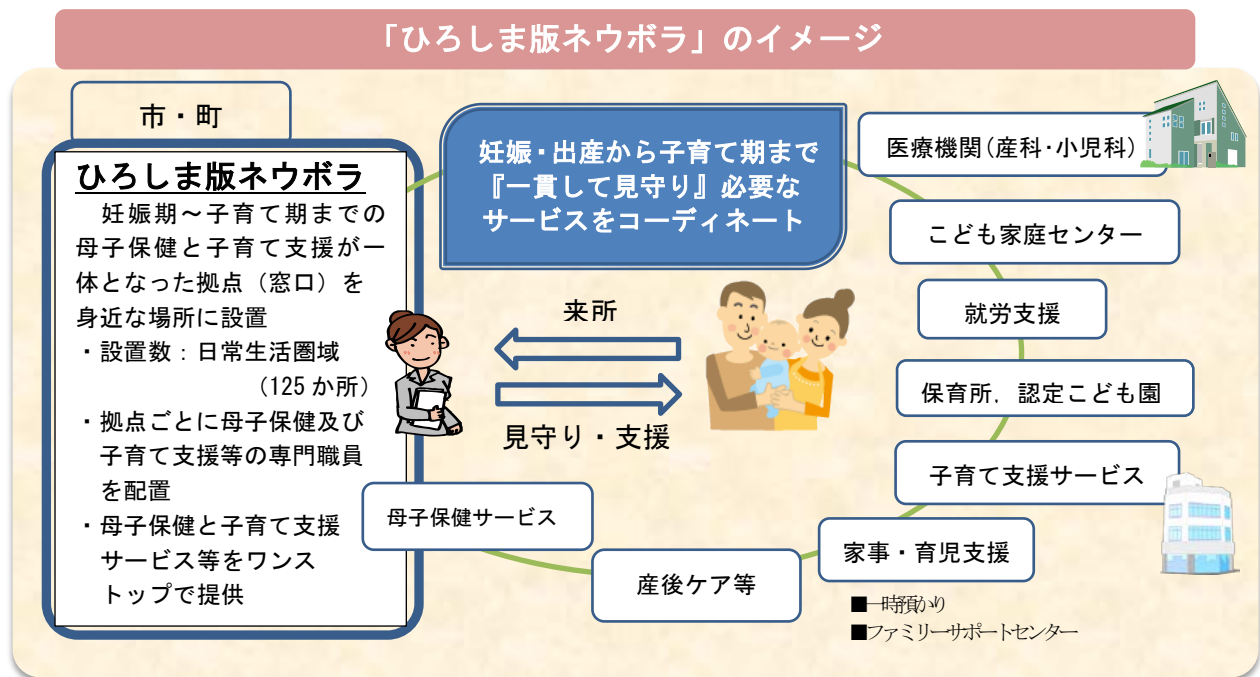 「ひろしま版ネウボラ」のイメージ
市・町
ひろしま版ネウボラ
妊娠期～子育て期までの
母子保健と子育て支援が一
体となった拠点（窓口）を
身近な場所に設置
・設置数：日常生活圏域
（125か所）
・拠点ごとに母子保健及び
子育て支援等の専門職員
を配置
・母子保健と子育て支援
サービス等をワンス
トップで提供
妊娠・出産から子育て期まで
『一貫して見守り』必要な
サービスをコーディネート
来所
見守り・支援
医療機関（産科・小児科）
こども家庭センター
就労支援
保育所，認定こども園
子育て支援サービス
家事・育児支援
■一時預かり
■ファミリーサポートセンター
産後ケア等
母子保健サービス